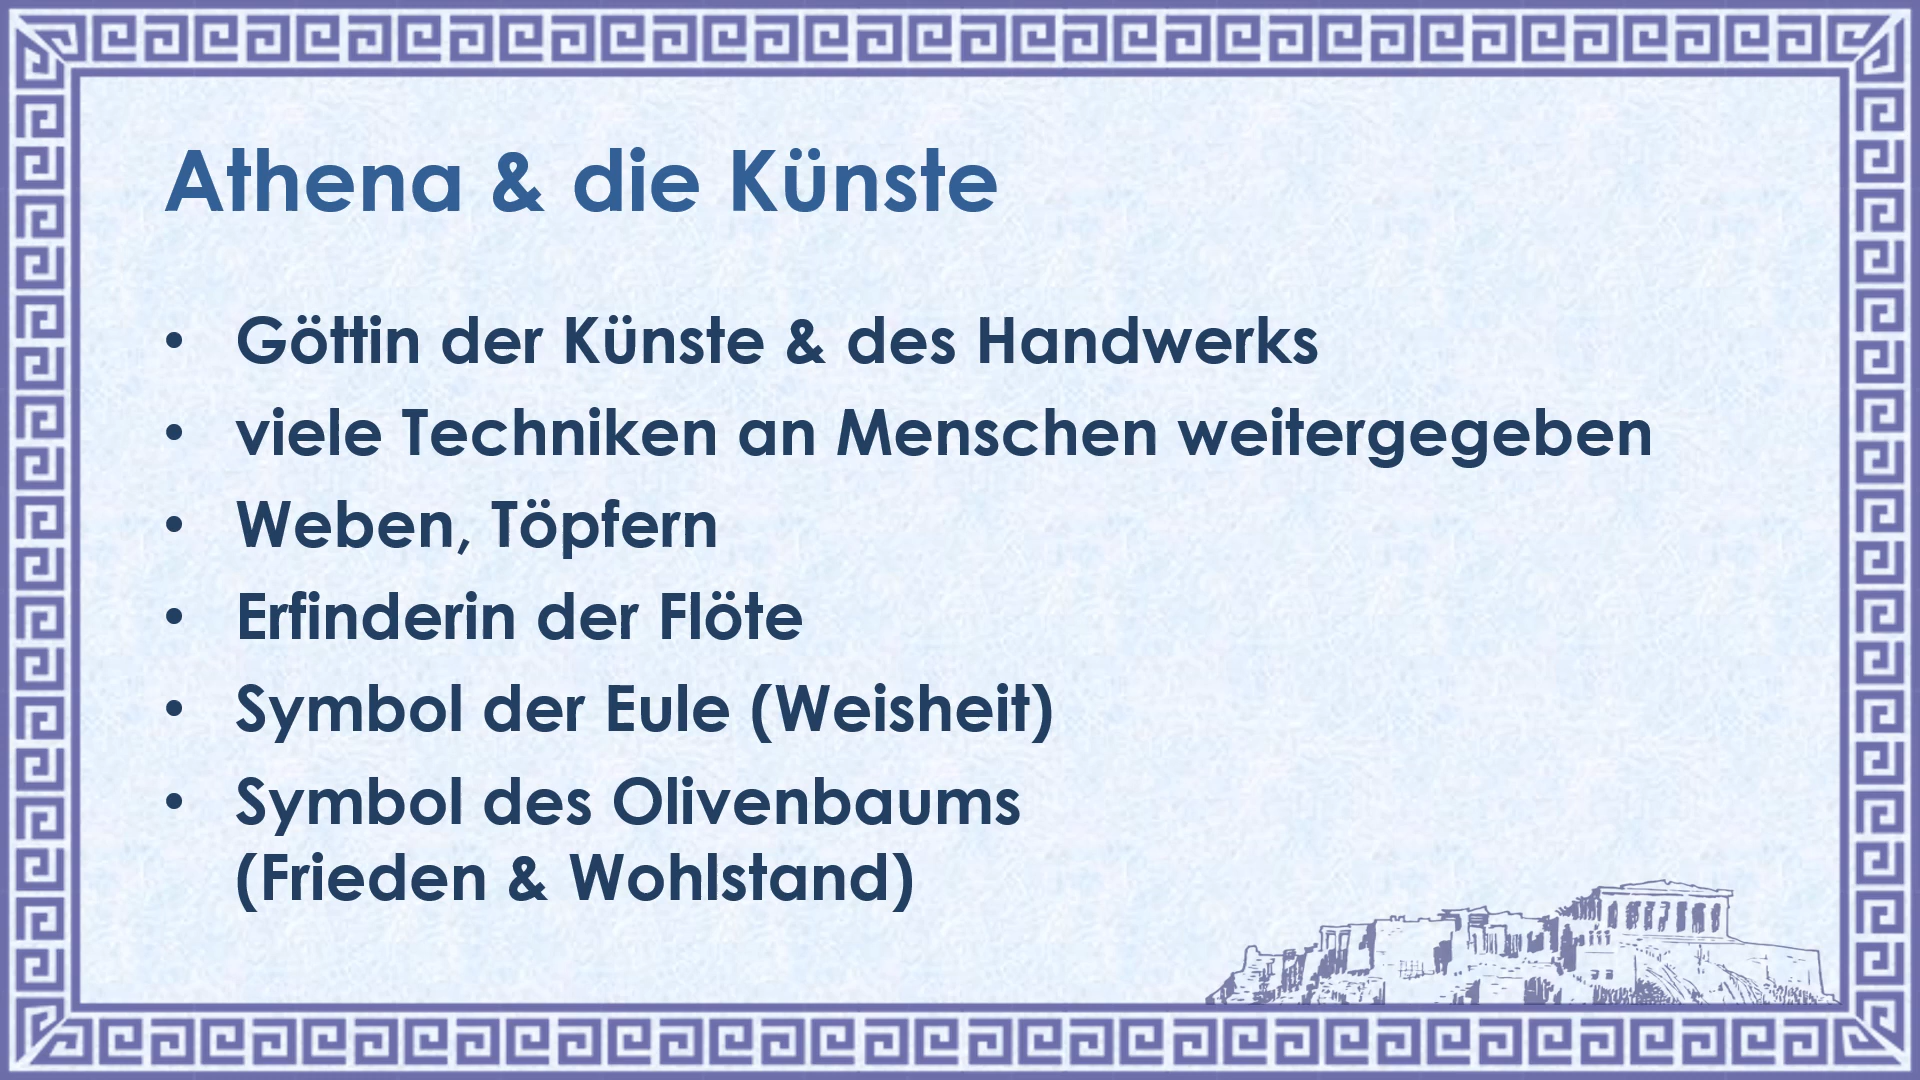 Athena & die Künste
• Göttin der Künste & des Handwerks
• viele Techniken an Menschen weitergegeben
• Weben, Töpfern
• Erfinderin der Flöte
• Symbol der Eule (Weisheit)
• Symbol des Olivenbaums
(Frieden & Wohlstand)